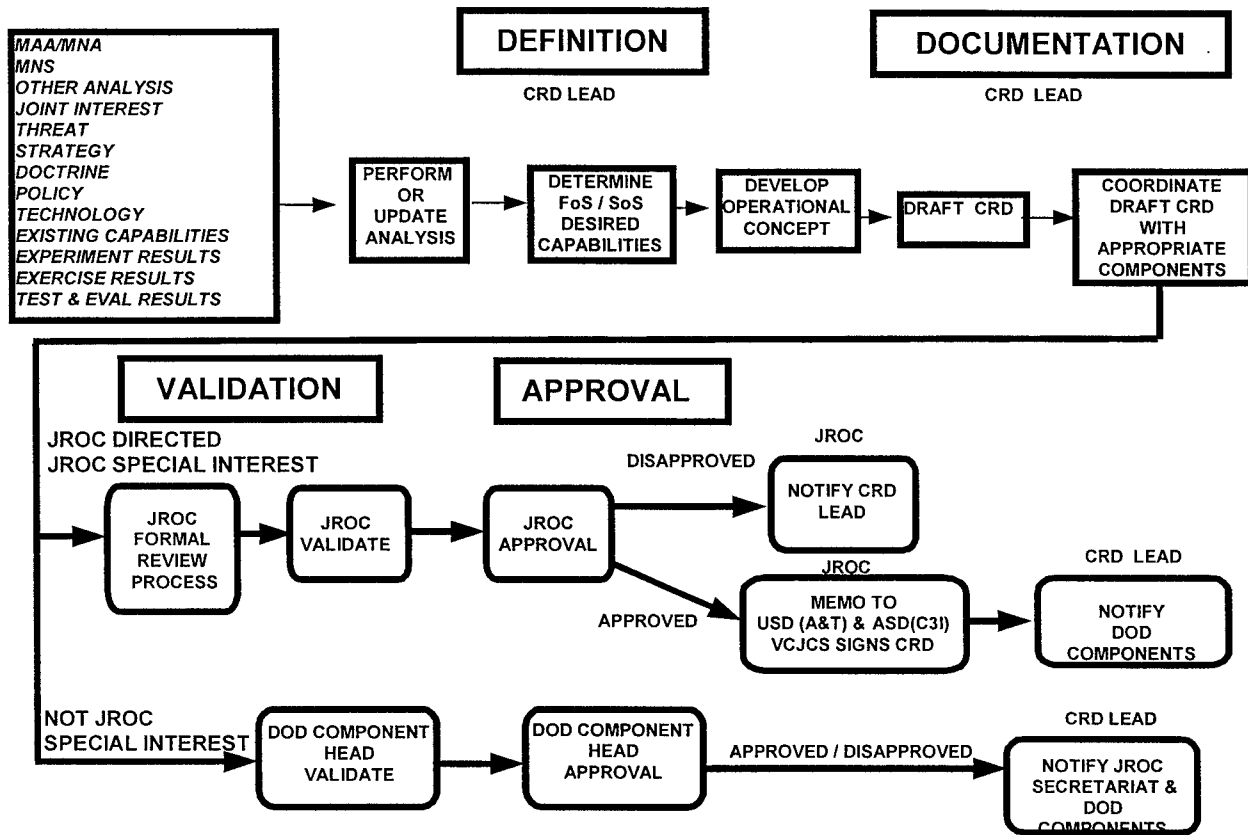 DEFINITION
DOCUMENTATION
CRD LEAD
CRD LEAD
MAA/MNA
MNS
OTHER ANALYSIS
JOINT INTEREST
THREAT
STRATEGY
DOCTRINE
POLICY
TECHNOLOGY
EXISTING CAPABILITIES
EXPERIMENT RESULTS
EXERCISE RESULTS
TEST & EVAL RESULTS
PERFORM
OR
UPDATE
ANALYSIS
DETERMINE
FoS / SoS
DESIRED
CAPABILITIES
DEVELOP
OPERATIONAL
CONCEPT
DRAFT CRD
COORDINATE
DRAFT CRD
WITH
APPROPRIATE
COMPONENTS
VALIDATION
APPROVAL
JROC DIRECTED
JROC SPECIAL INTEREST
JROC
FORMAL
REVIEW
PROCESS
JROC
VALIDATE
JROC
APPROVAL
DISAPPROVED
JROC
NOTIFY CRD
LEAD
APPROVED
JROC
MEMO TO
USD (A&T) & ASD(C3I)
VCJCS SIGNS CRD
CRD LEAD
NOTIFY
DOD
COMPONENTS
NOT JROC
SPECIAL INTEREST
DOD COMPONENT
HEAD
VALIDATE
DOD COMPONENT
HEAD
APPROVAL
APPROVED / DISAPPROVED
CRD LEAD
NOTIFY JROC
SECRETARIAT &
DOD
COMPONENTS